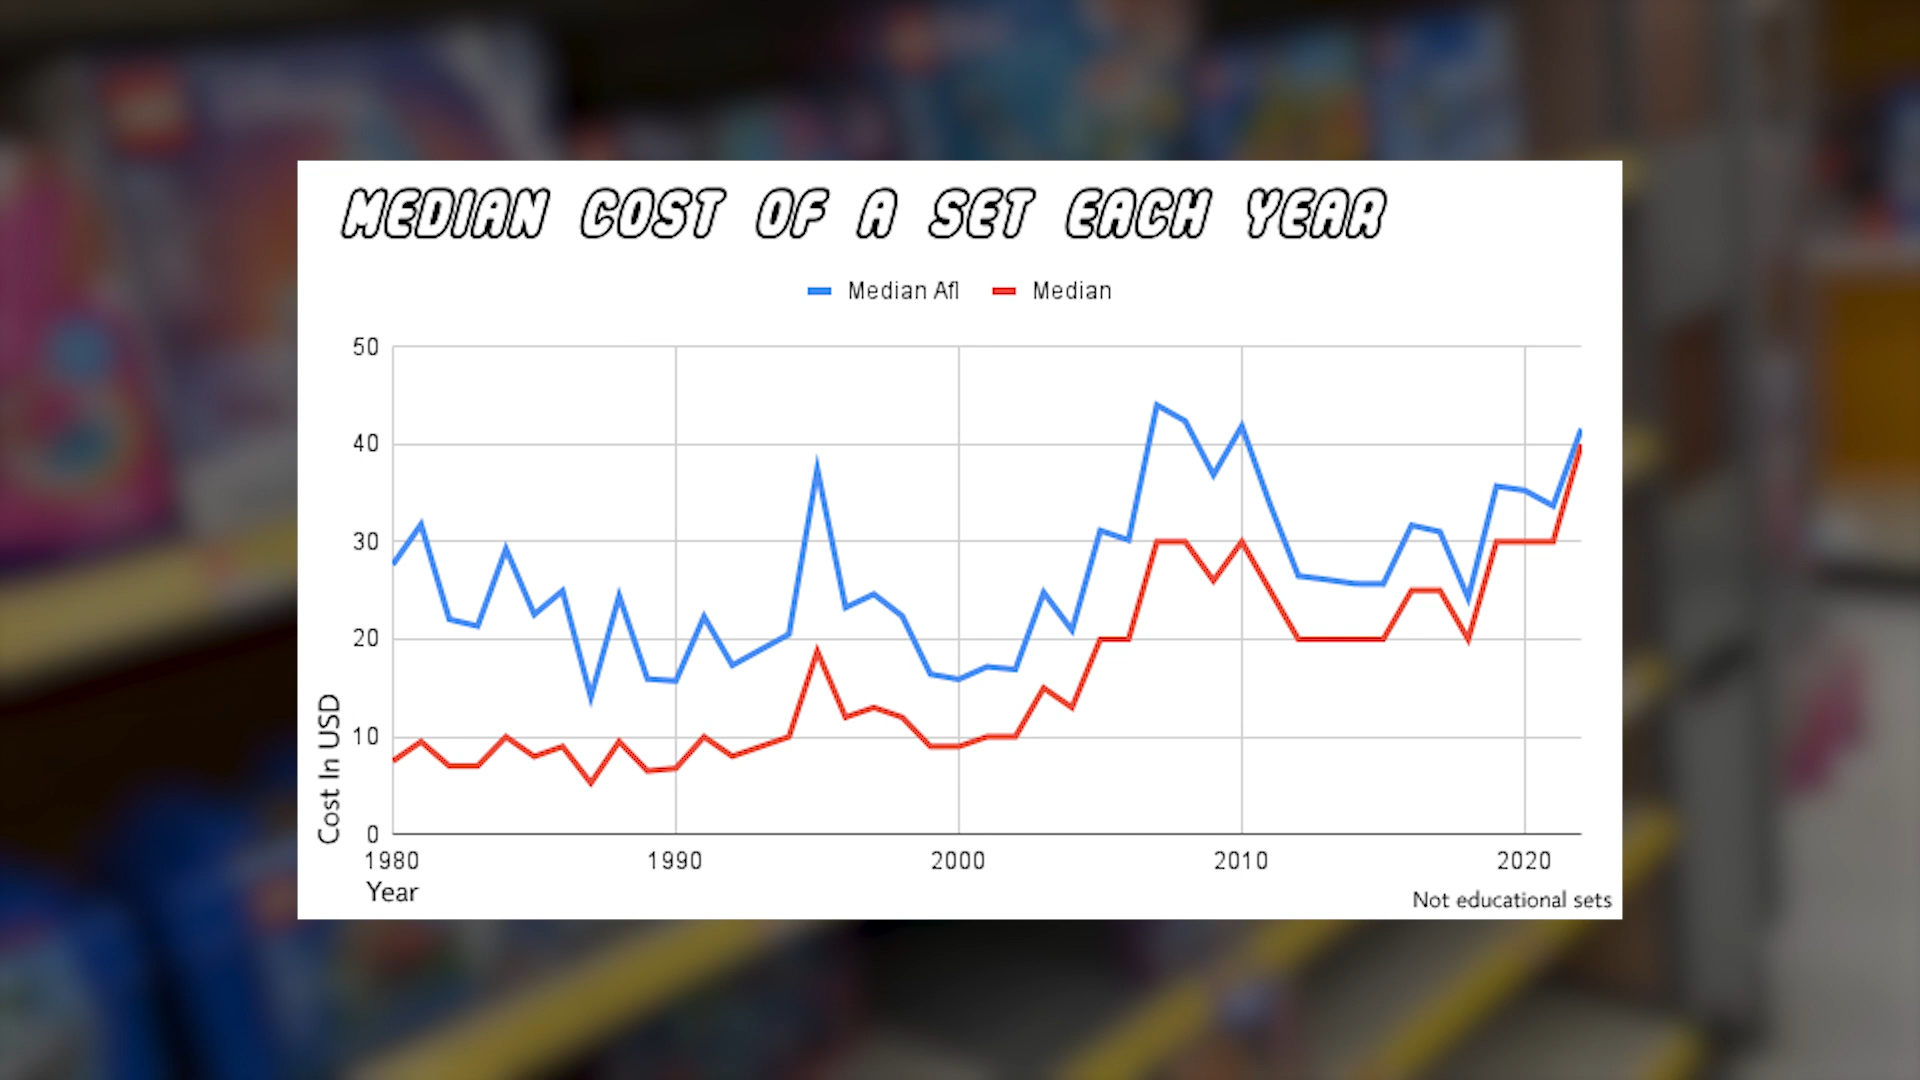 MEDIAN COST OF A SET EACH YEAR
Median Afl
Median
50
40
30
20
10
0
Cost In USD
1980
1990
2000
2010
2020
Year
Not educational sets